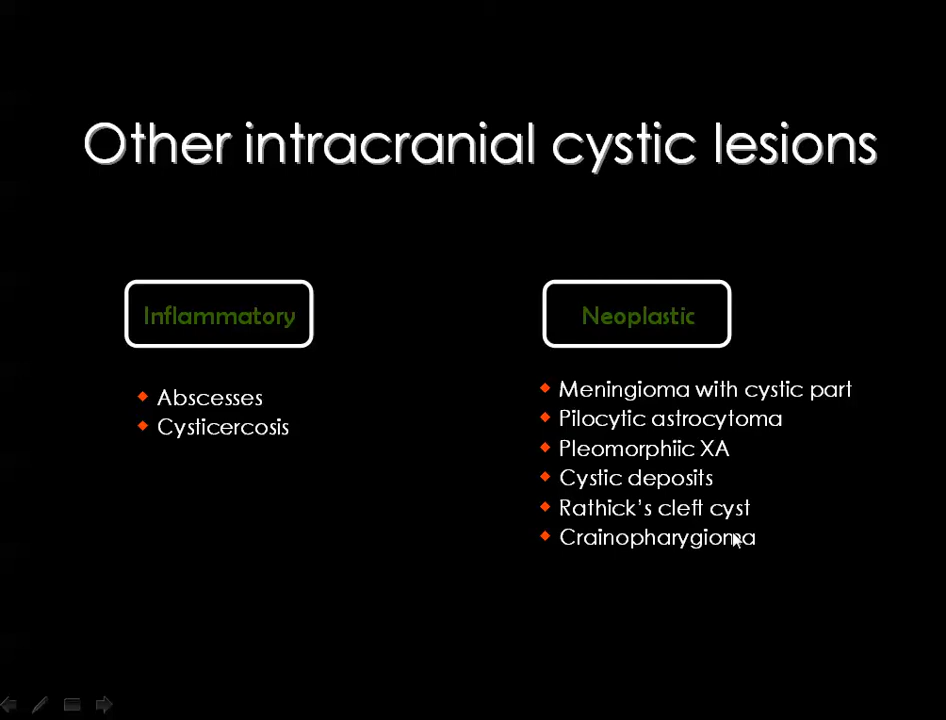 Other intracranial cystic lesions
Inflammatory
Abscesses
Cysticercosis
Neoplastic
Meningioma with cystic part
Pilocytic astrocytoma
Pleomorphiic XA
Cystic deposits
Rathick's cleft cyst
Crainopharygioma